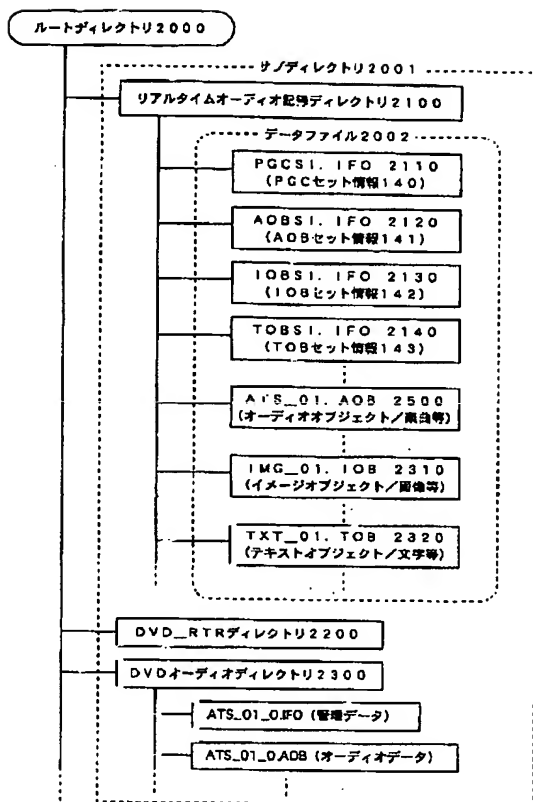 ルートディレクトリ2000
サブディレクトリ2001
リアルタイムオーディオ記録ディレクトリ2100
データファイル2002
PGCSI. IFO 2110
(PGCセット情報140)
AOBSI. IFO 2120
(AOBセット情報141)
IOBSI. IFO 2130
(IOBセット情報142)
TOBSI. IFO 2140
(TOBセット情報143)
ATS_01. AOB 2500
(オーディオオブジェクト/楽曲等)
IMG_01. IOB 2310
(イメージオブジェクト/画像等)
TXT_01. TOB 2320
(テキストオブジェクト/文字等)
DVD_RTRディレクトリ2200
DVDオーディオディレクトリ2300
ATS_01_0.IFO (管理データ)
ATS_01_0.AOB (オーディオデータ)